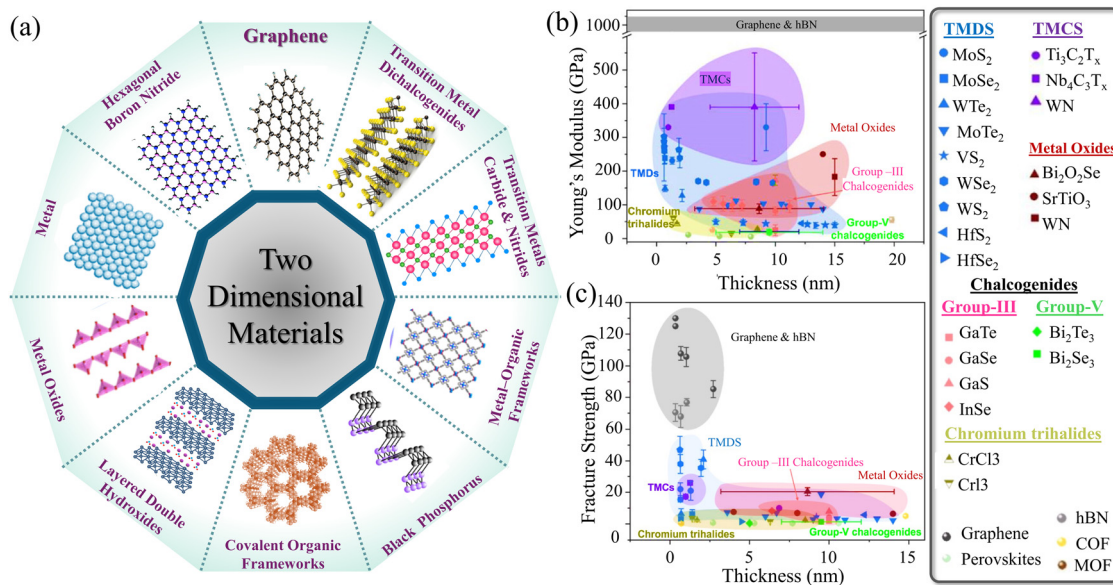 (a)
Graphene
Transition Metal
Dichalcogenides
Transition Metals
Carbide & Nitrides
Metal–Organic
Frameworks
Black Phosphorus
Covalent Organic
Frameworks
Layered Double
Hydroxides
Metal Oxides
Metal
Hexagonal
Boron Nitride
Two
Dimensional
Materials
(b)
Young's Modulus (GPa)
1000
500
400
300
200
100
0
Graphene & hBN
TMCs
Metal Oxides
TMDs
Group –III
Chalcogenides
Chromium
trihalides
Group-V
chalcogenides
0
5
10
15
20
Thickness (nm)
(c)
Fracture Strength (GPa)
140
120
100
80
60
40
20
0
Graphene & hBN
TMDS
Group –III Chalcogenides
Metal Oxides
TMCs
Chromium trihalides
Group-V chalcogenides
0
5
10
15
Thickness (nm)
TMDS
MoS₂
MoSe₂
WTe₂
MoTe₂
VS₂
WSe₂
WS₂
HfS₂
HfSe₂
TMCS
Ti₃C₂Tₓ
Nb₄C₃Tₓ
WN
Metal Oxides
Bi₂O₂Se
SrTiO₃
WN
Chalcogenides
Group-III
GaTe
GaSe
GaS
InSe
Group-V
Bi₂Te₃
Bi₂Se₃
Chromium trihalides
CrCl3
CrI3
Graphene
Perovskites
hBN
COF
MOF